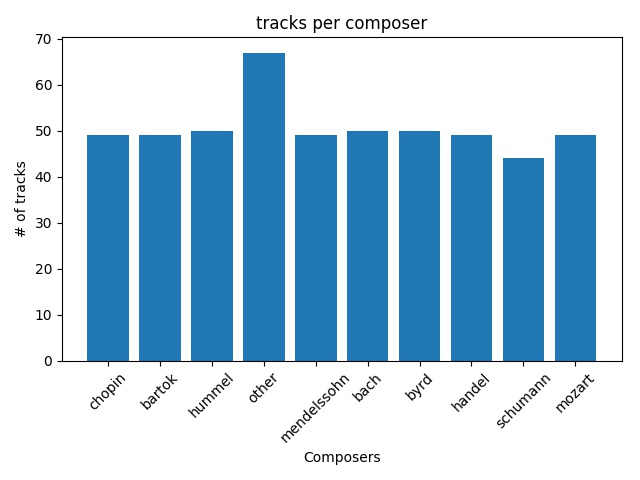 tracks per composer
70
60
50
40
30
20
10
0
# of tracks
chopin
bartok
hummel
other
mendelssohn
bach
byrd
handel
schumann
mozart
Composers